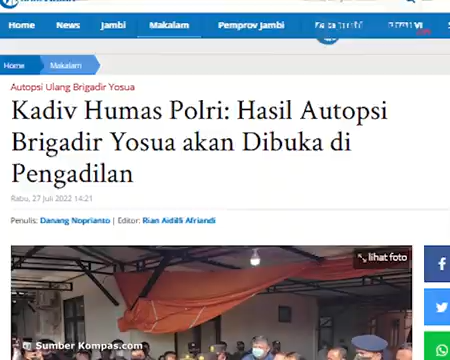 Home News Jambi Makalam Pemprov Jambi
Home Makalam
Autopsi Ulang Brigadir Yosua
Kadiv Humas Polri: Hasil Autopsi
Brigadir Yosua akan Dibuka di
Pengadilan
Rabu, 27 Juli 2022 14:21
Penulis: Danang Noprianto | Editor: Rian Aidilfi Afriandi
lihat foto
Sumber Kompas.com